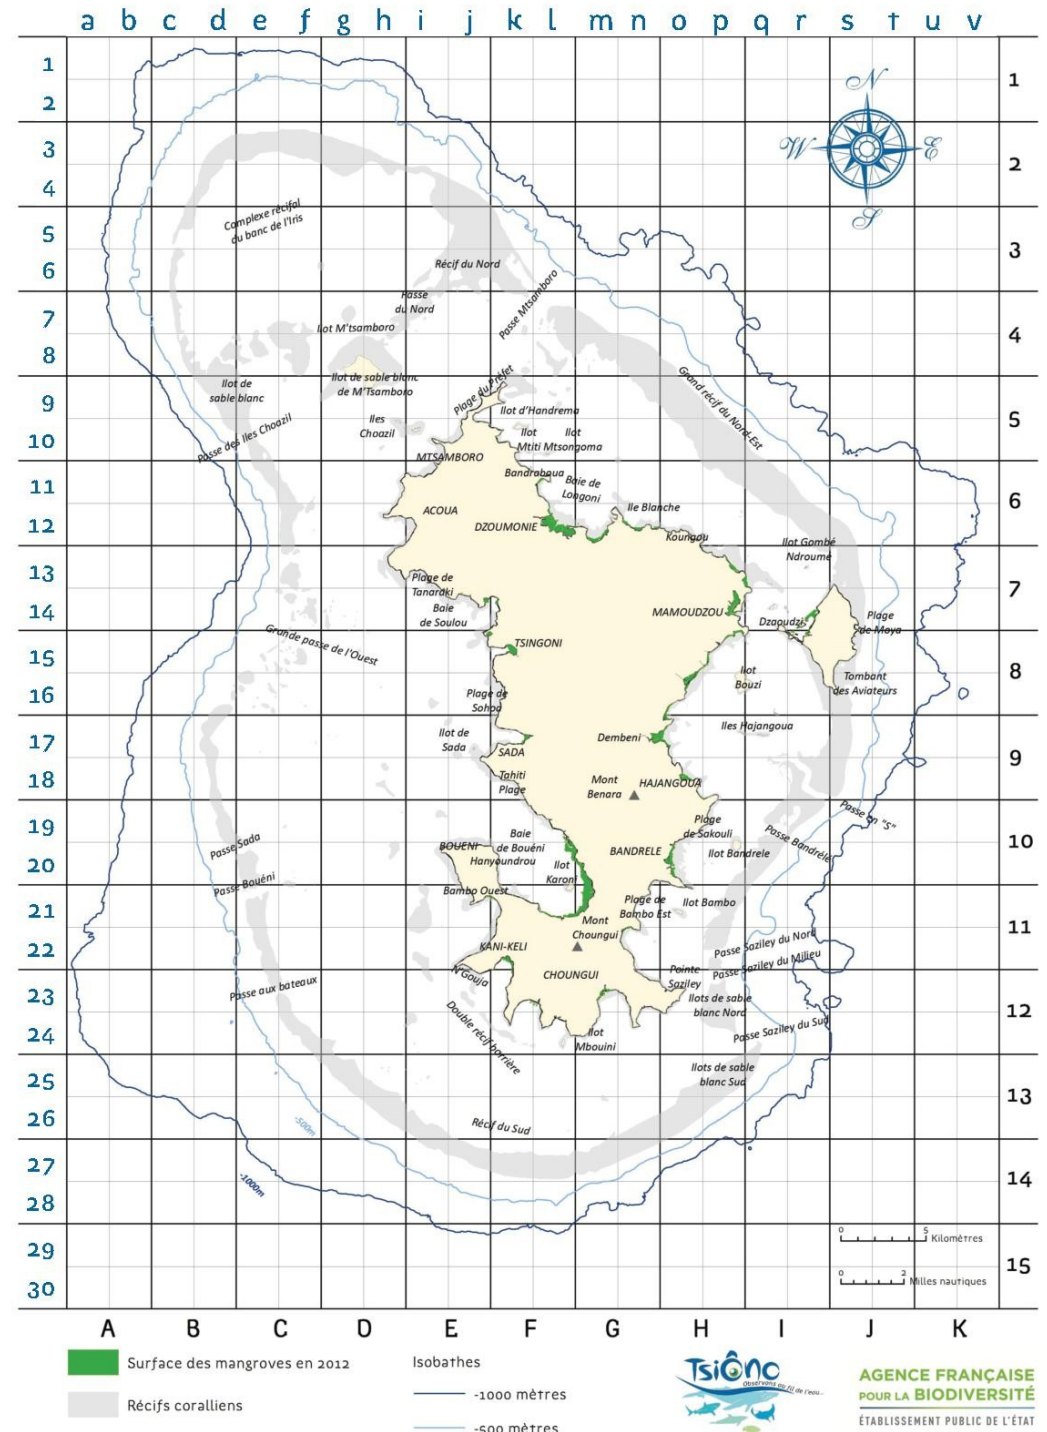 a b c d e f g h i j k l m n o p q r s t u v
1
2
3
4
5
6
7
8
9
10
11
12
13
14
15
16
17
18
19
20
21
22
23
24
25
26
27
28
29
30
1
2
3
4
5
6
7
8
9
10
11
12
13
14
15
N
W
E
S
Complexe récifal
du banc de l'Iris
Récif du Nord
Passe
du Nord
Passe Mtsamboro
Ilot M'tsamboro
Ilot de sable blanc
de M'Tsamboro
Ilot de
sable blanc
Plage du Préfet
Grand récif du Nord-Est
Passe des Iles Choazil
Iles
Choazil
Ilot d'Handrema
Ilot
Mtiti
Ilot
Mtsongoma
MTSAMBORO
Bandraboua
Baie de
Longoni
ACOUA
DZOUMONIE
Ile Blanche
Koungou
Ilot Gombé
Ndroume
Plage de
Tanaraki
Baie
de Soulou
MAMOUDZOU
Dzaoudzi
Plage
de Moya
Grande passe de l'Ouest
TSINGONI
Ilot
Bouzi
Tombant
des Aviateurs
Plage de
Sohoa
Ilot de
Sada
SADA
Dembeni
Iles Hajangoua
Tahiti
Plage
Mont
Benara
HAJANGOUA
Passe en "S"
Plage
de Sakouli
Passe Bandrélé
Passe Sada
Baie
de Bouéni
BOUENI
Hanyoundrou
Ilot
Karoni
BANDRELE
Ilot Bandrele
Passe Bouéni
Bambo Ouest
Plage de
Bambo Est
Ilot Bambo
Mont
Choungui
Passe Saziley du Nord
KANI-KELI
Passe Saziley du Milieu
N'Gouja
CHOUNGUI
Pointe
Saziley
Passe aux bateaux
Ilots de sable
blanc Nord
Double récif barrière
Ilot
Mbouini
Passe Saziley du Sud
Ilots de sable
blanc Sud
Récif du Sud
-500m
-1000m
0 5 Kilomètres
0 2 Milles nautiques
A B C D E F G H I J K
Surface des mangroves en 2012
Récifs coralliens
Isobathes
-1000 mètres
-500 mètres
TsiÔno
Observons au fil de l'eau...
AGENCE FRANÇAISE
POUR LA BIODIVERSITÉ
ÉTABLISSEMENT PUBLIC DE L'ÉTAT